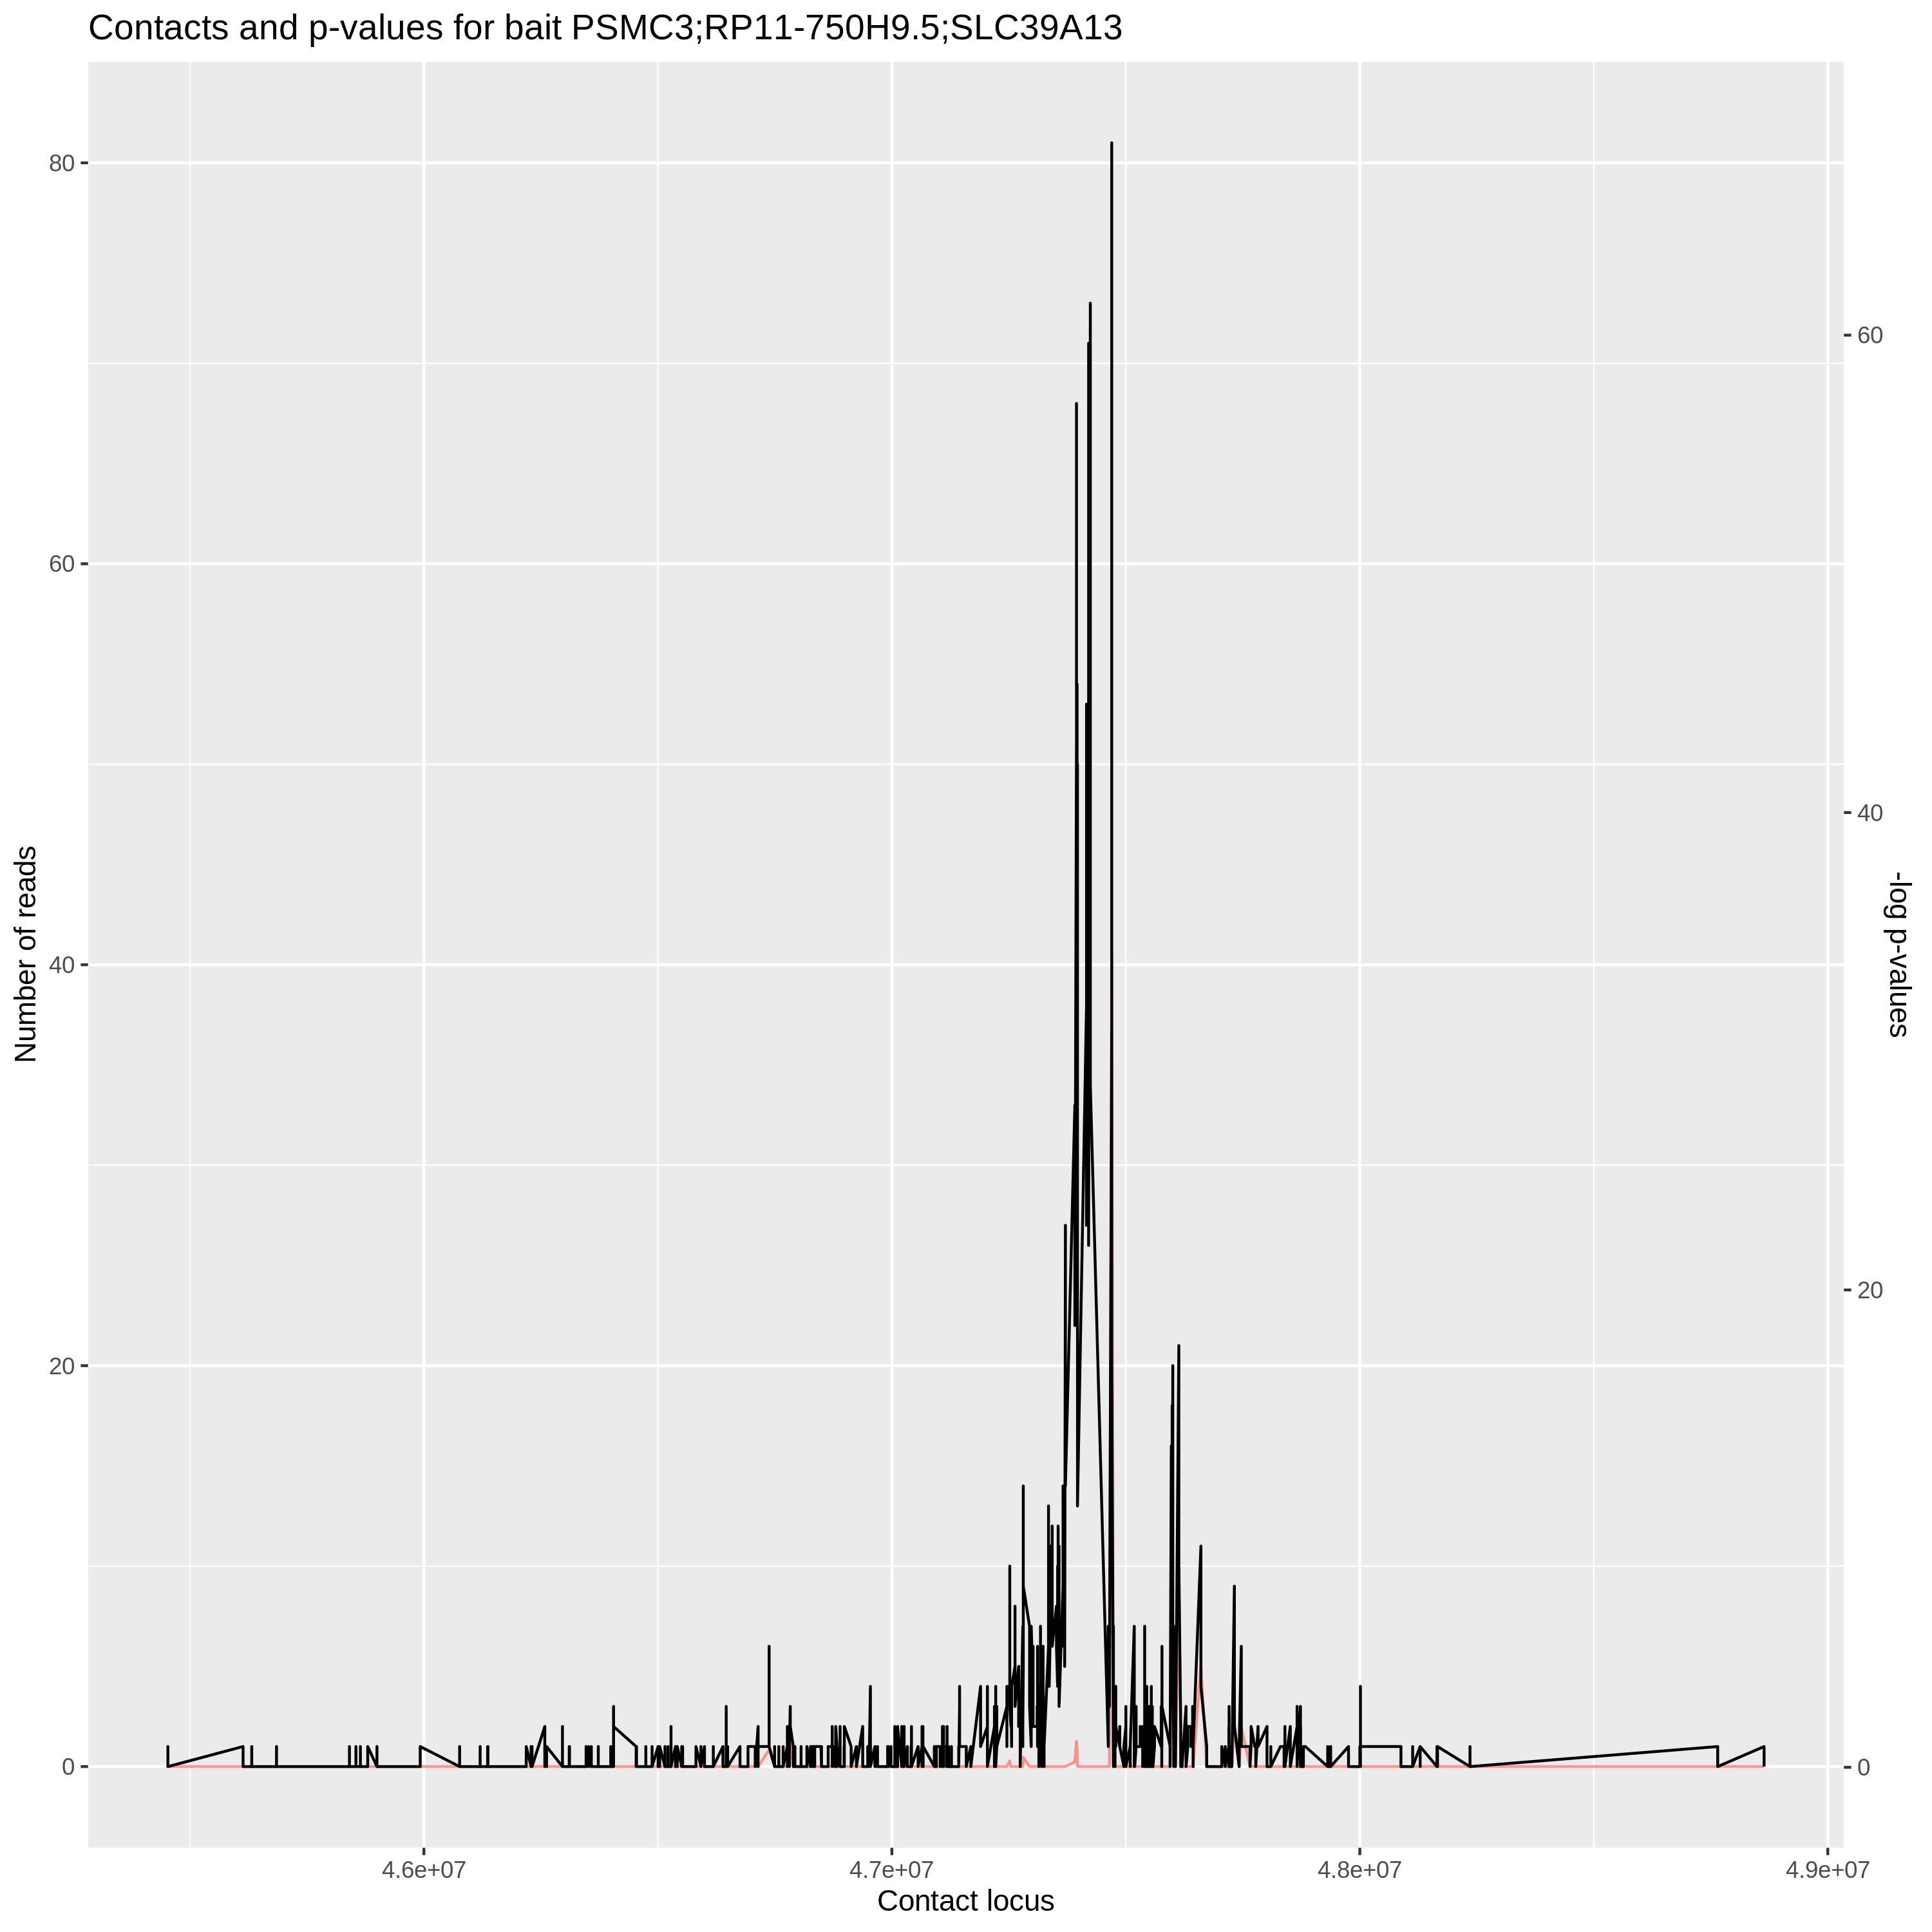 Contacts and p-values for bait PSMC3;RP11-750H9.5;SLC39A13
80
60
40
20
0
Number of reads
60
40
20
0
-log p-values
4.6e+07
4.7e+07
4.8e+07
4.9e+07
Contact locus